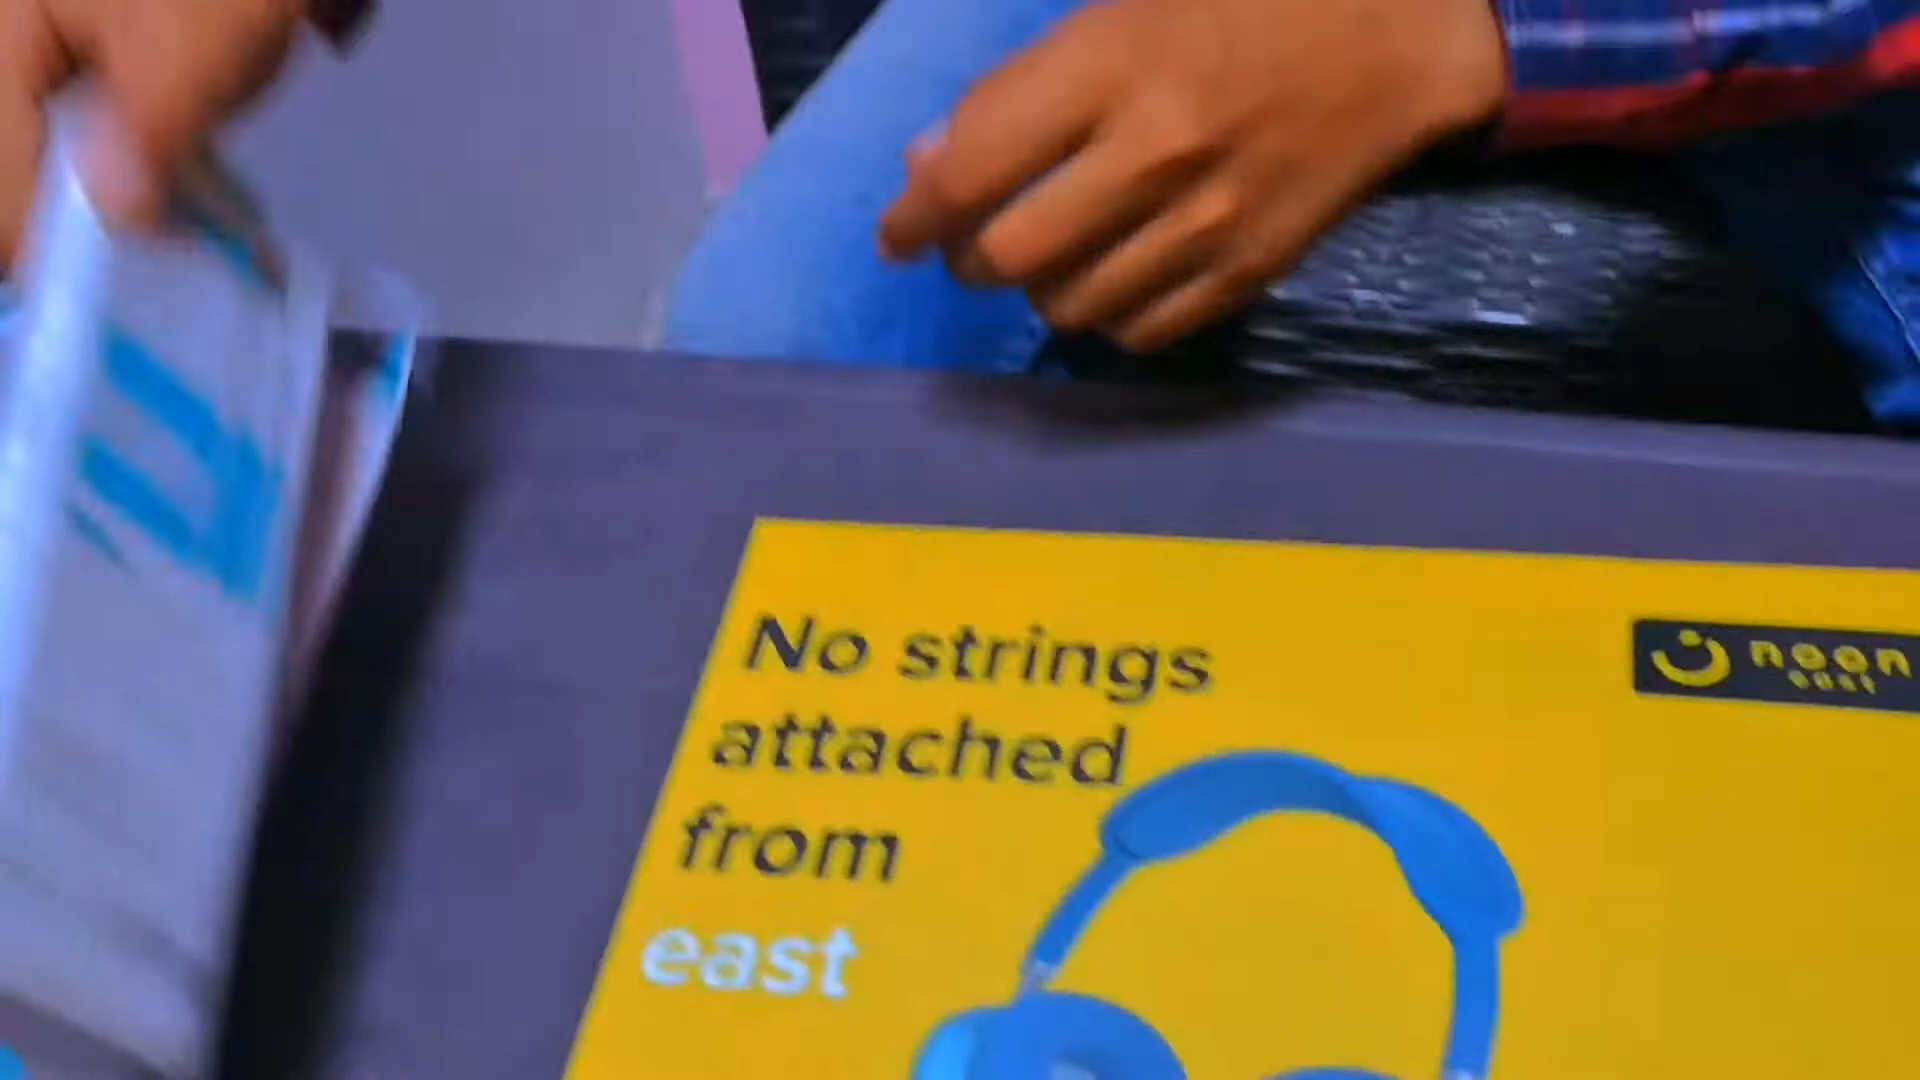 No strings
attached
from
east
noon
east